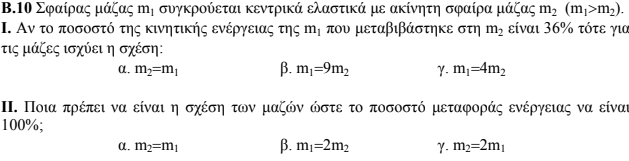 Β.10 Σφαίρας μάζας m₁ συγκρούεται κεντρικά ελαστικά με ακίνητη σφαίρα μάζας m₂ (m₁>m₂).
Ι. Αν το ποσοστό της κινητικής ενέργειας της m₁ που μεταβιβάστηκε στη m₂ είναι 36% τότε για
τις μάζες ισχύει η σχέση:
α. m₂=m₁ β. m₁=9m₂ γ. m₁=4m₂
ΙΙ. Ποια πρέπει να είναι η σχέση των μαζών ώστε το ποσοστό μεταφοράς ενέργειας να είναι
100%;
α. m₂=m₁ β. m₁=2m₂ γ. m₂=2m₁